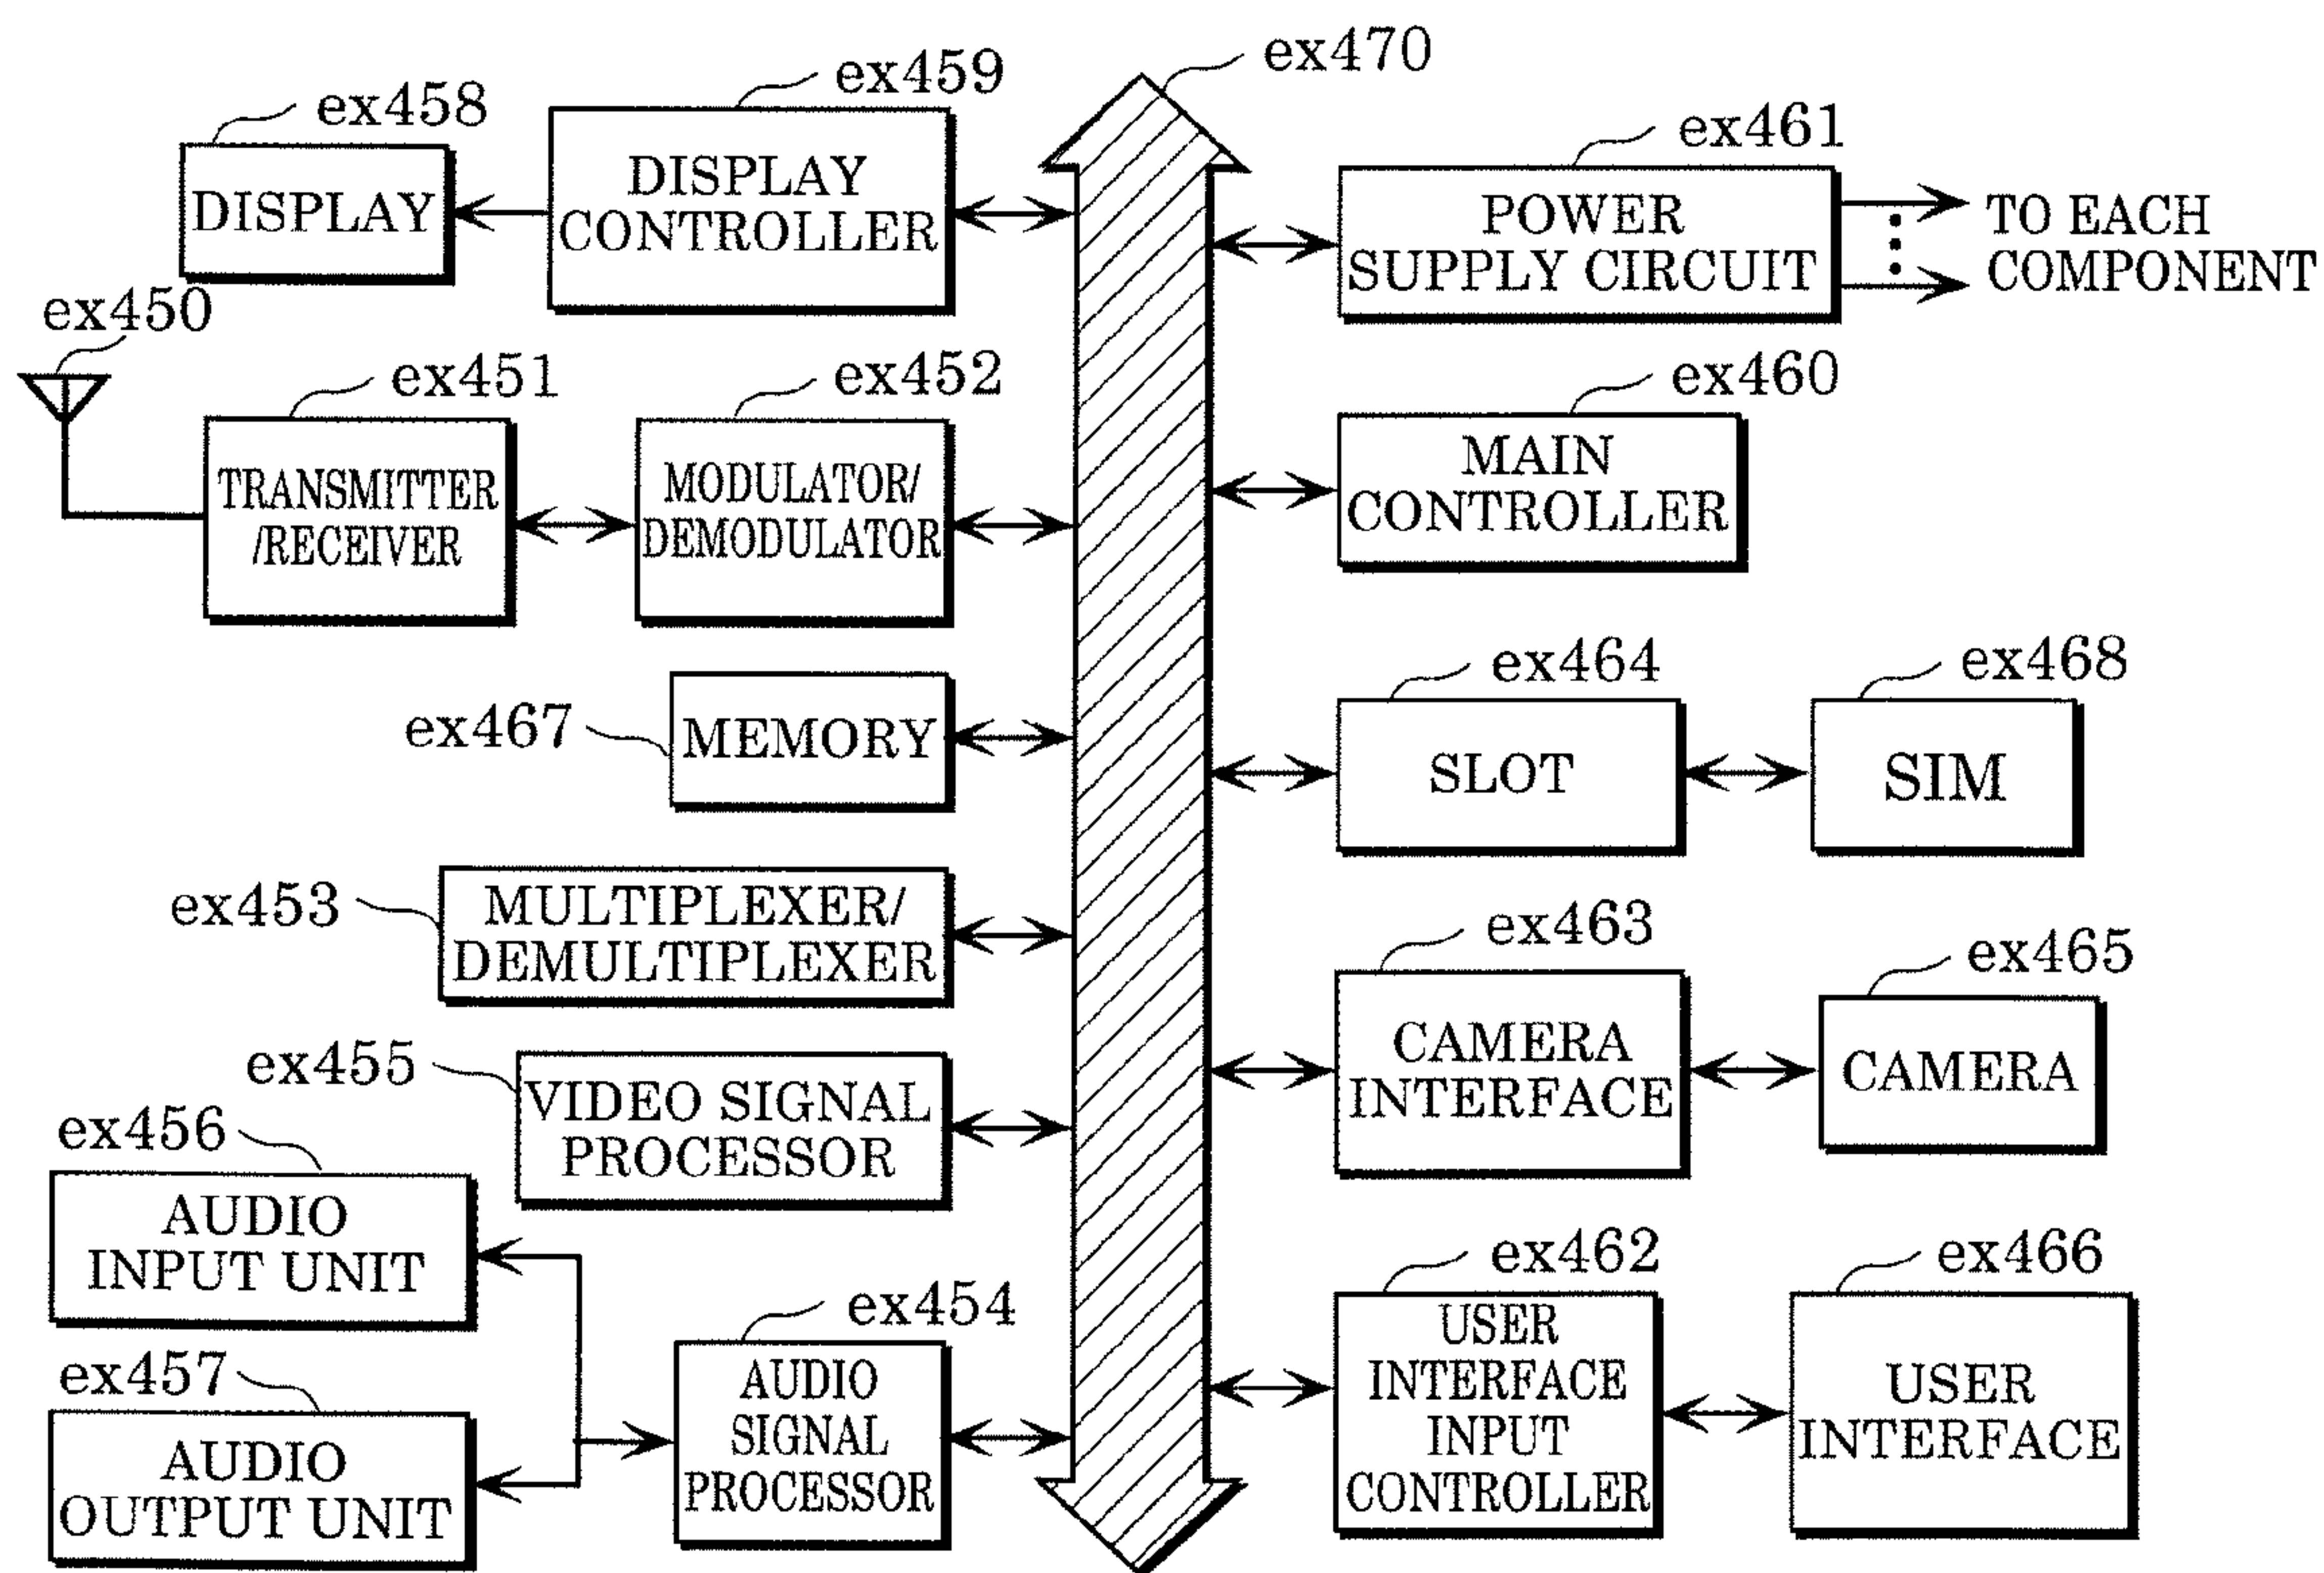 ex470
ex459
ex458
DISPLAY
CONTROLLER
DISPLAY
ex461
POWER
SUPPLY CIRCUIT
TO EACH
COMPONENT
ex450
ex451
TRANSMITTER
/RECEIVER
ex452
MODULATOR/
DEMODULATOR
ex460
MAIN
CONTROLLER
ex467
MEMORY
ex464
SLOT
ex468
SIM
ex453
MULTIPLEXER/
DEMULTIPLEXER
ex463
CAMERA
INTERFACE
ex465
CAMERA
ex455
VIDEO SIGNAL
PROCESSOR
ex456
AUDIO
INPUT UNIT
ex457
AUDIO
OUTPUT UNIT
ex454
AUDIO
SIGNAL
PROCESSOR
ex462
USER
INTERFACE
INPUT
CONTROLLER
ex466
USER
INTERFACE